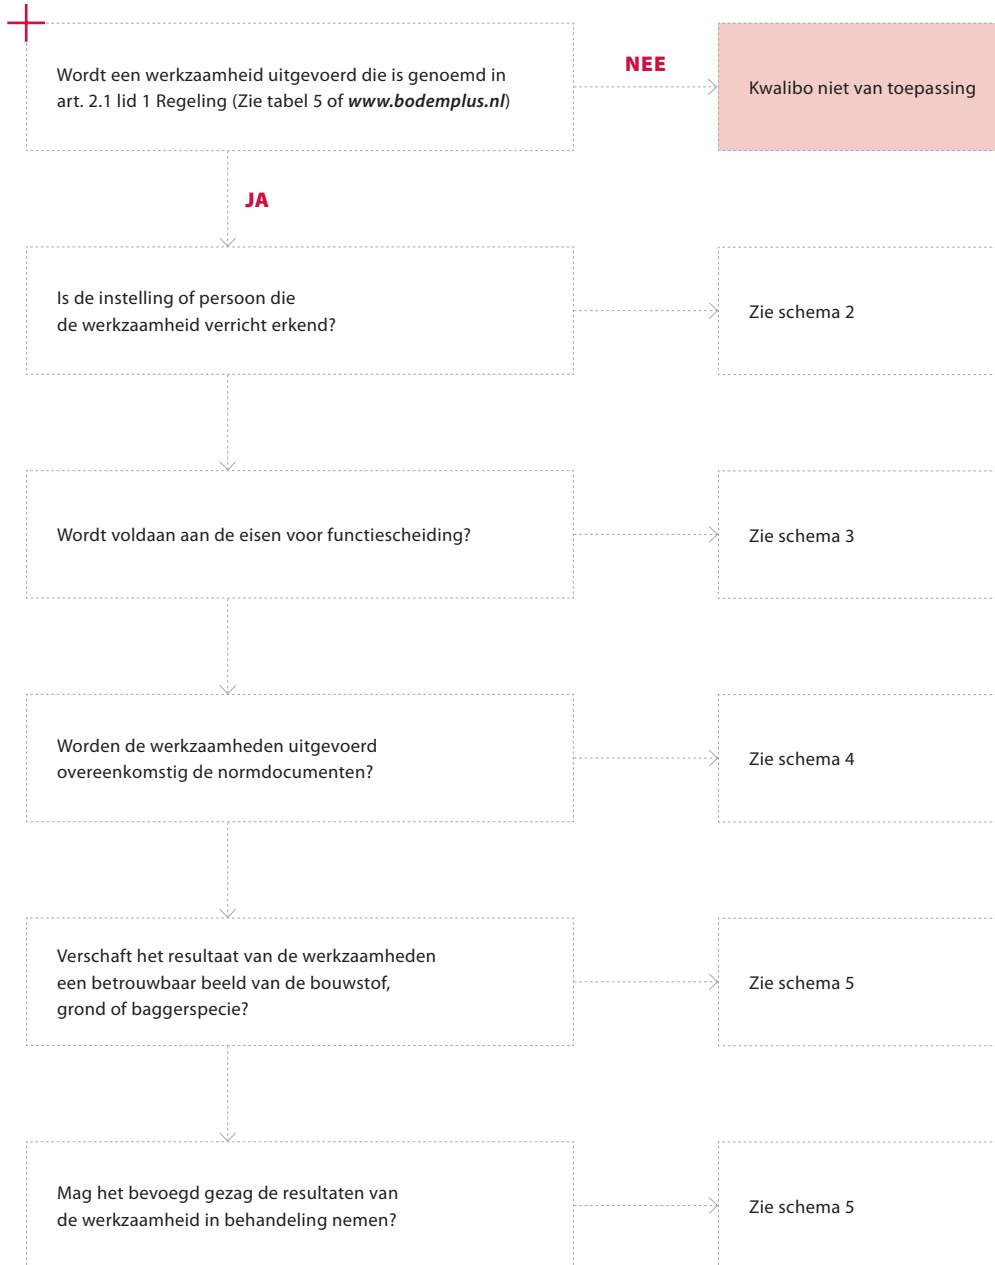 Wordt een werkzaamheid uitgevoerd die is genoemd in
art. 2.1 lid 1 Regeling (Zie tabel 5 of www.bodemplus.nl)
NEE
Kwalibo niet van toepassing
JA
Is de instelling of persoon die
de werkzaamheid verricht erkend?
Zie schema 2
Wordt voldaan aan de eisen voor functiescheiding?
Zie schema 3
Worden de werkzaamheden uitgevoerd
overeenkomstig de normdocumenten?
Zie schema 4
Verschaft het resultaat van de werkzaamheden
een betrouwbaar beeld van de bouwstof,
grond of baggerspecie?
Zie schema 5
Mag het bevoegd gezag de resultaten van
de werkzaamheid in behandeling nemen?
Zie schema 5